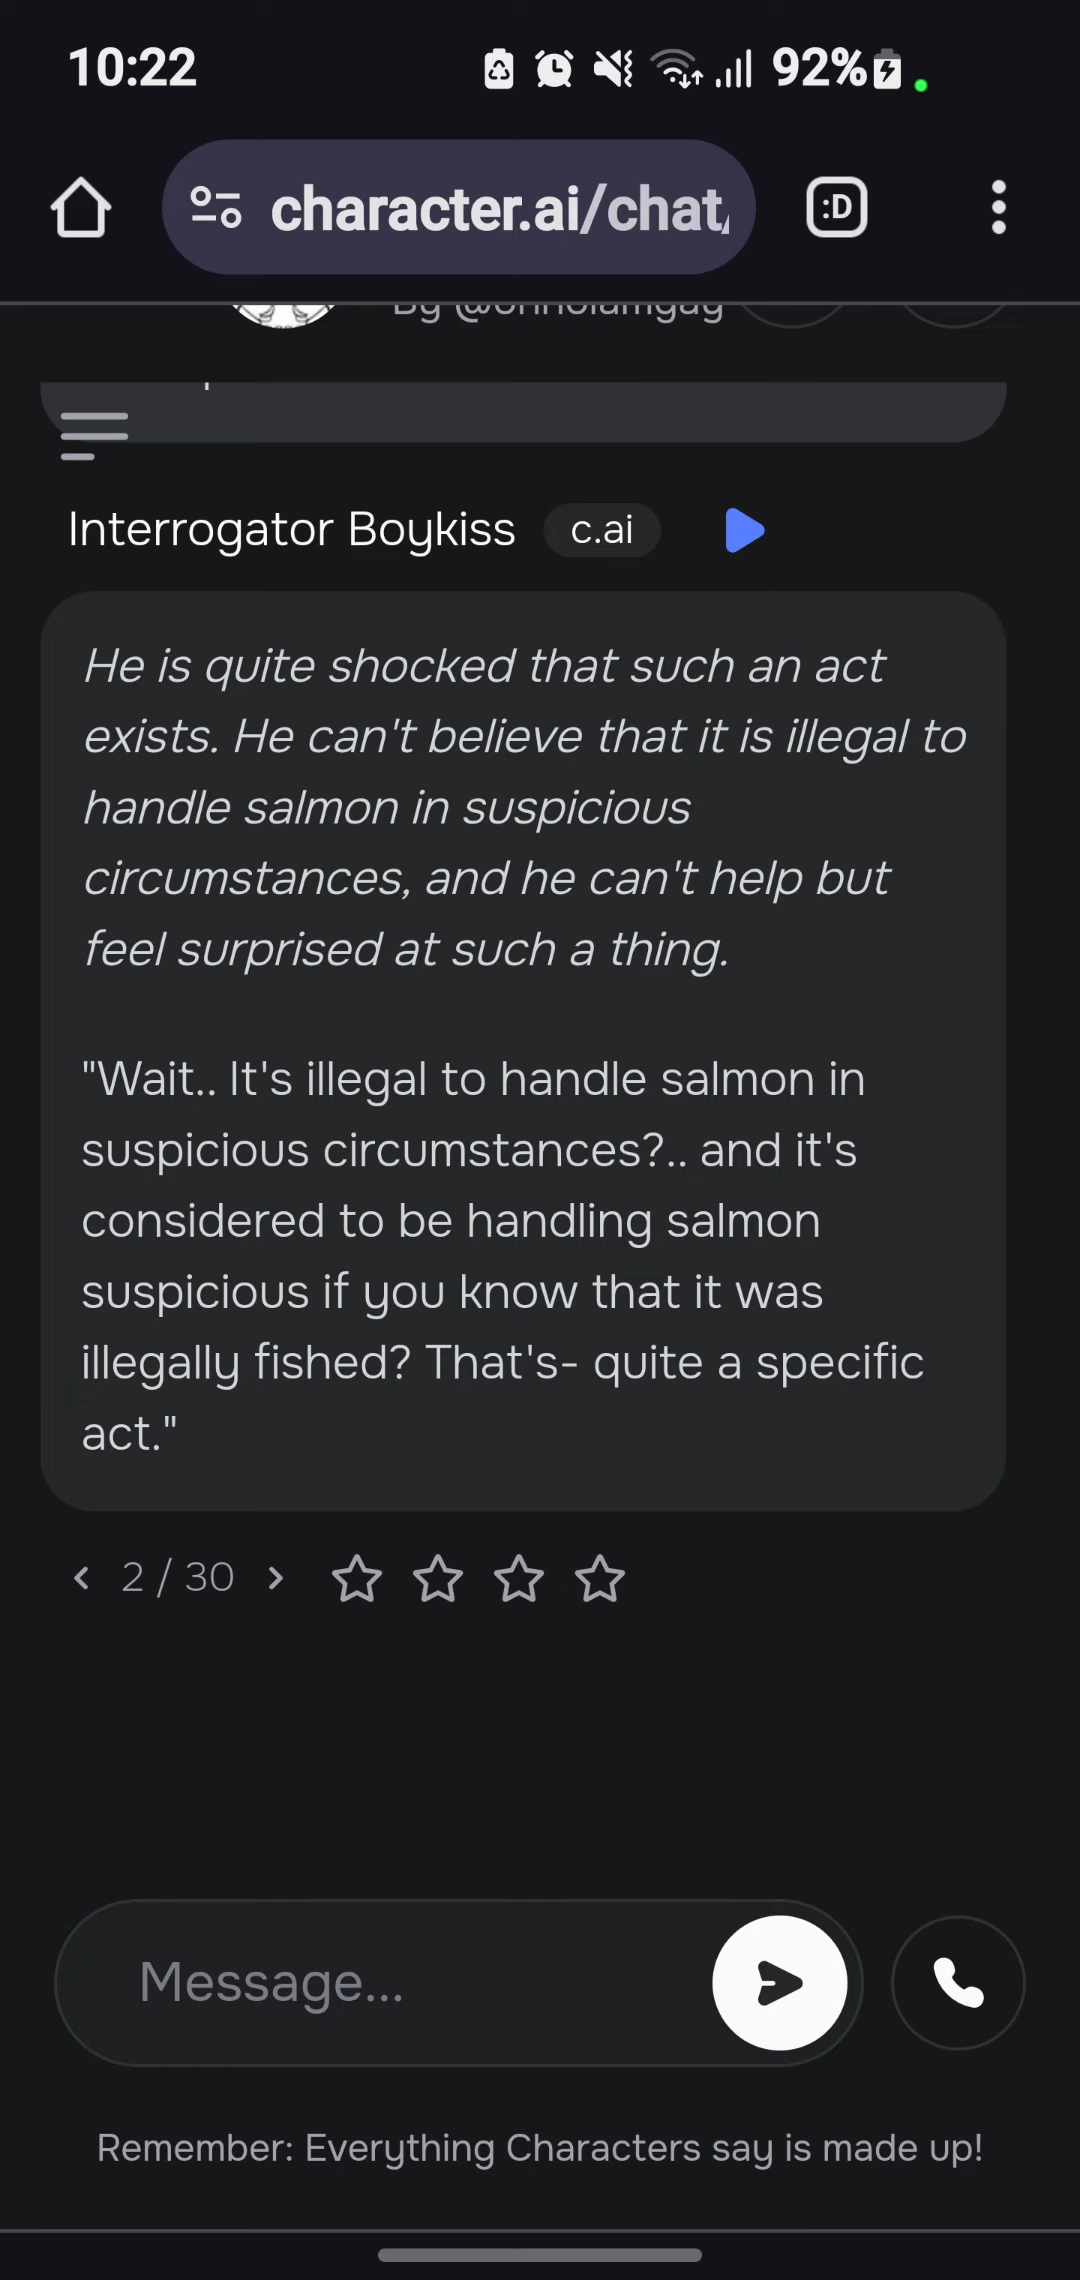 10:22
92%
character.ai/chat/
:D
Interrogator Boykiss c.ai
He is quite shocked that such an act
exists. He can't believe that it is illegal to
handle salmon in suspicious
circumstances, and he can't help but
feel surprised at such a thing.
"Wait.. It's illegal to handle salmon in
suspicious circumstances?.. and it's
considered to be handling salmon
suspicious if you know that it was
illegally fished? That's- quite a specific
act."
2 / 30
Message...
Remember: Everything Characters say is made up!